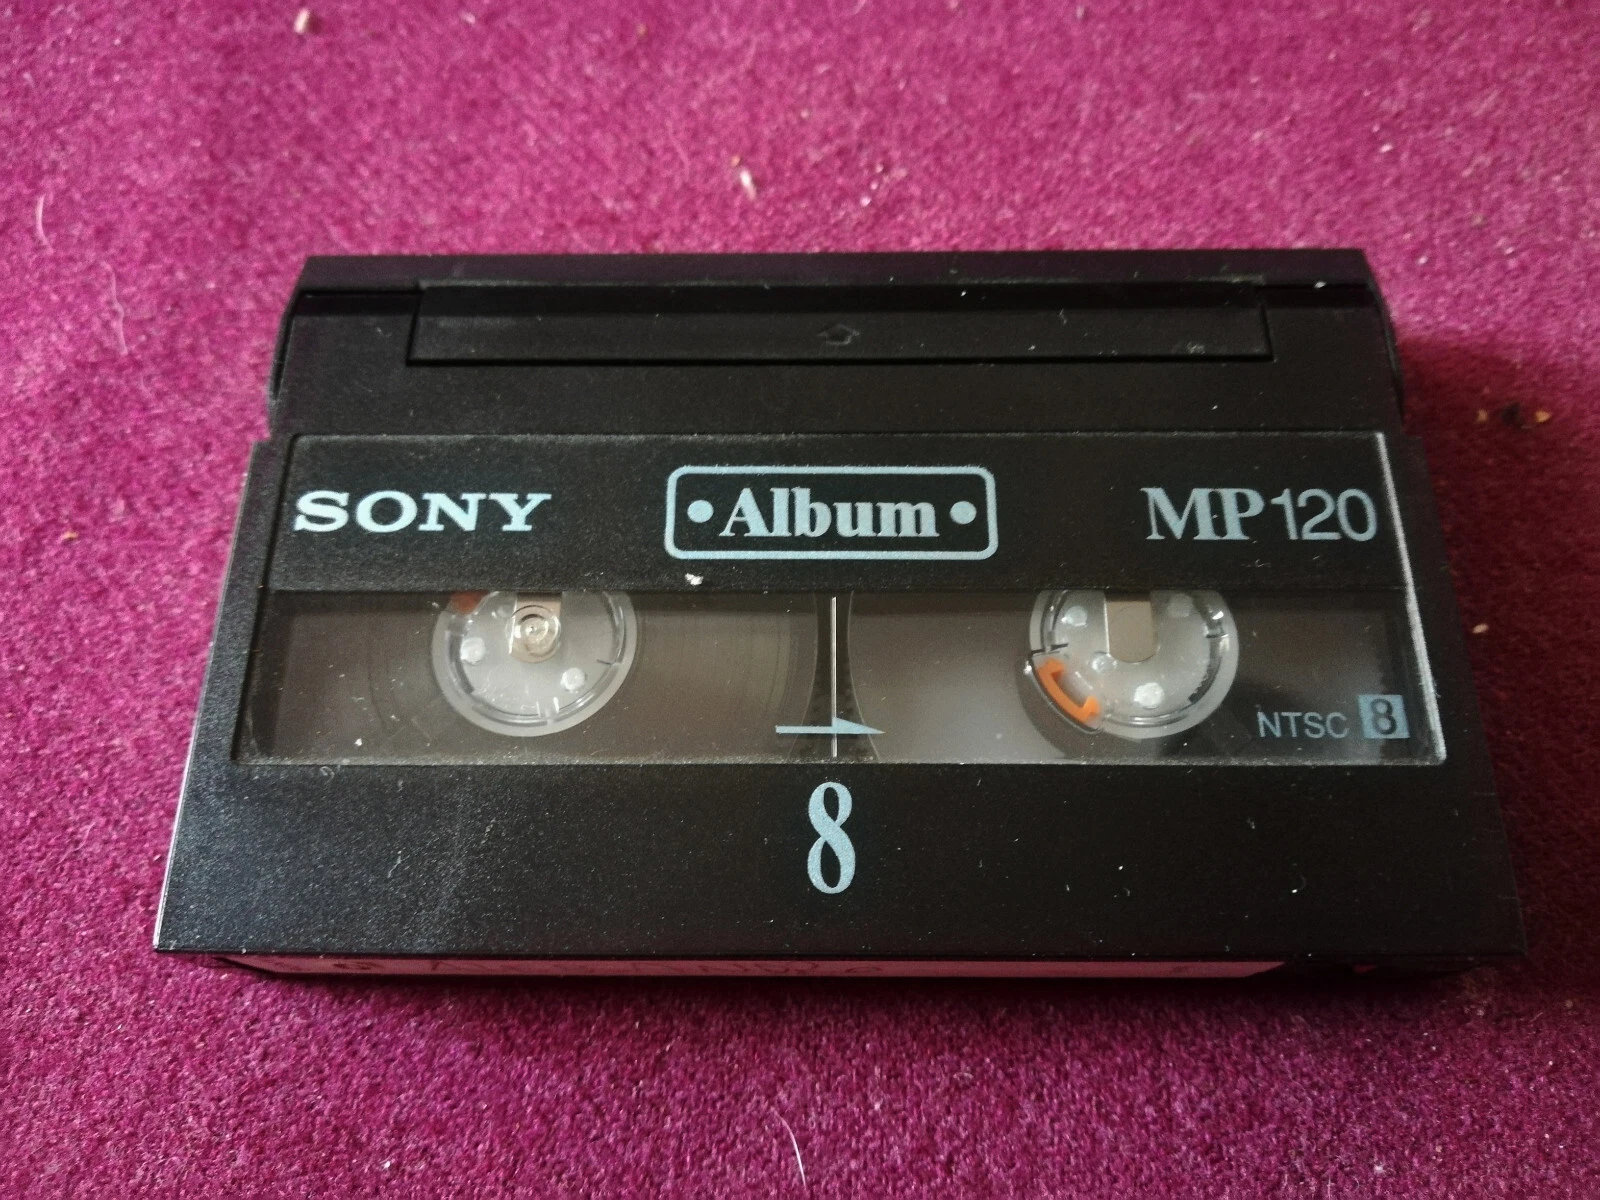 SONY
•Album•
MP120
NTSC 8
8